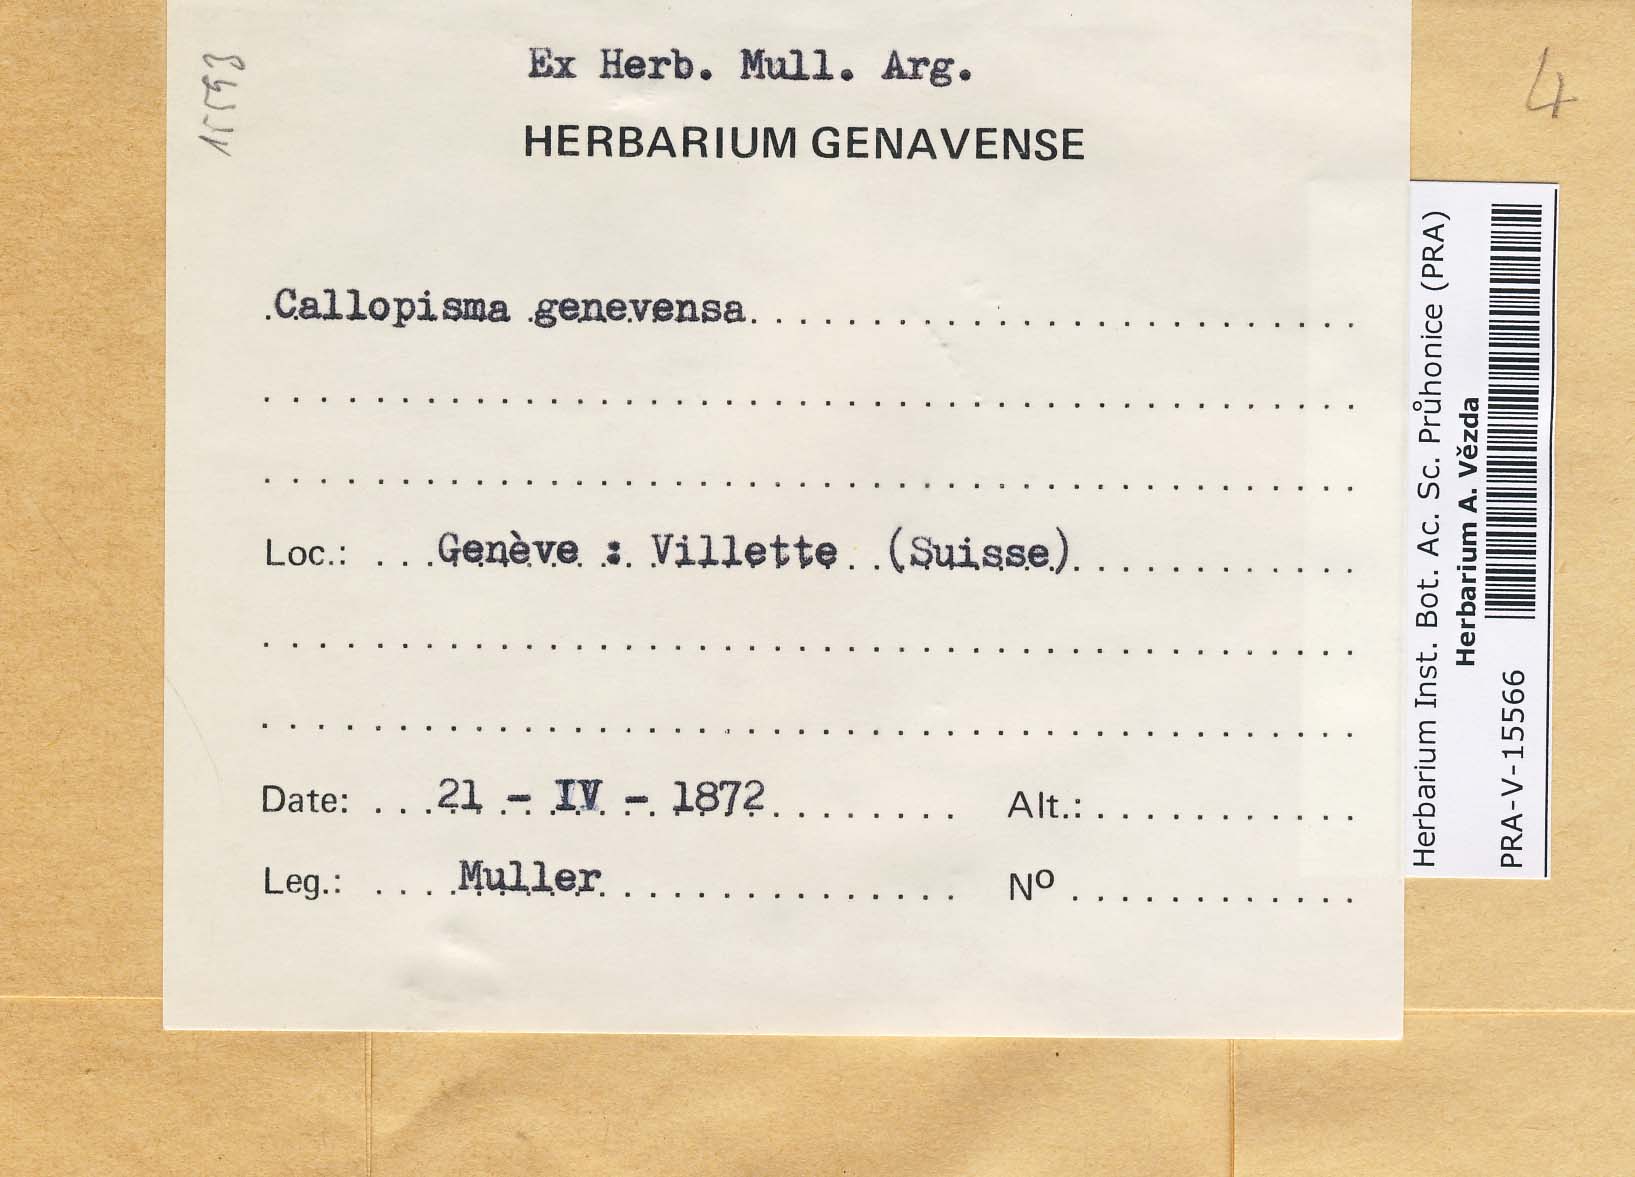 15593
Ex Herb. Mull. Arg.
4
HERBARIUM GENAVENSE
Callopisma genevensa
Loc.: Genève : Villette (Suisse)
Date: 21 - IV - 1872 Alt.:
Leg.: Muller Nº
Herbarium Inst. Bot. Ac. Sc. Průhonice (PRA)
Herbarium A. Vězda
PRA-V-15566